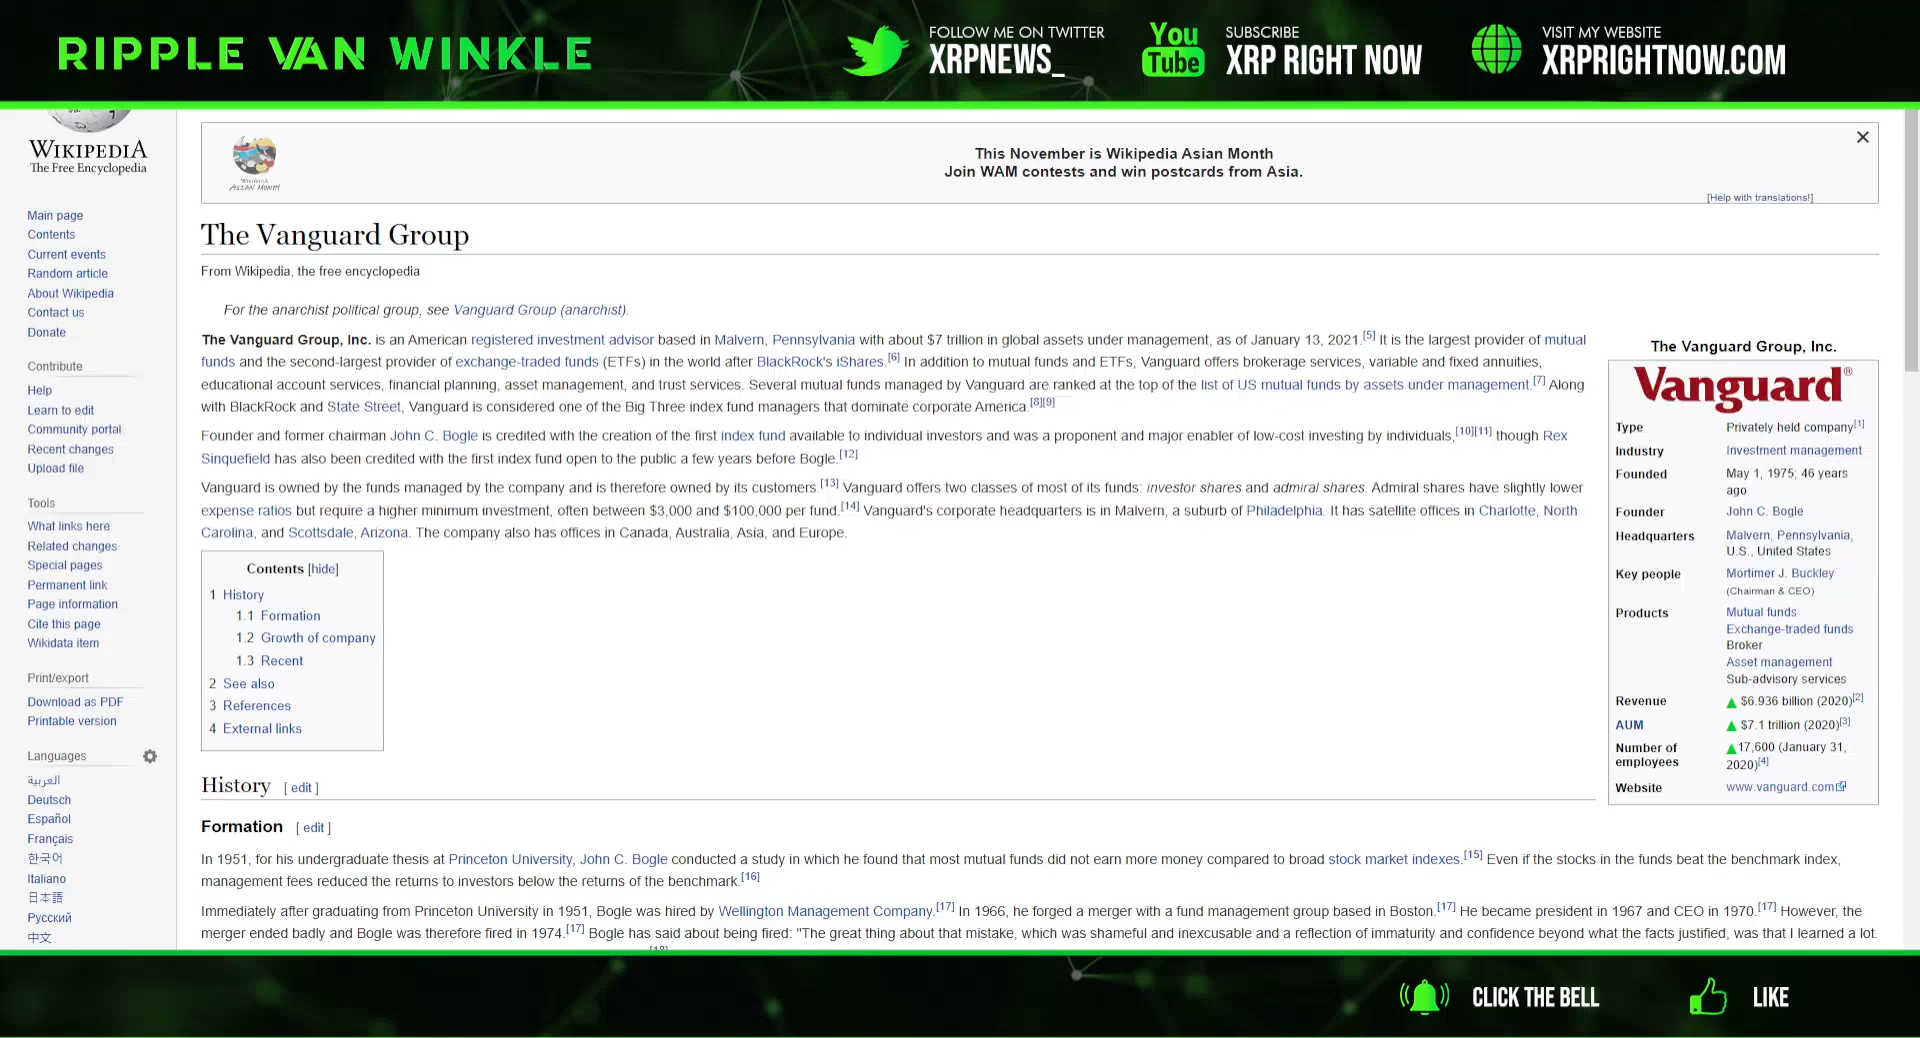 RIPPLE VAN WINKLE
FOLLOW ME ON TWITTER
XRPNEWS_
You
Tube
SUBSCRIBE
XRP RIGHT NOW
VISIT MY WEBSITE
XRPRIGHTNOW.COM
WIKIPEDIA
The Free Encyclopedia
Main page
Contents
Current events
Random article
About Wikipedia
Contact us
Donate
Contribute
Help
Learn to edit
Community portal
Recent changes
Upload file
Tools
What links here
Related changes
Special pages
Permanent link
Page information
Cite this page
Wikidata item
Print/export
Download as PDF
Printable version
Languages
العربية
Deutsch
Español
Français
한국어
Italiano
日本語
Русский
中文
WIKIPEDIA
ASIAN MONTH
This November is Wikipedia Asian Month
Join WAM contests and win postcards from Asia.
[Help with translations!]
The Vanguard Group
From Wikipedia, the free encyclopedia
For the anarchist political group, see Vanguard Group (anarchist).
The Vanguard Group, Inc. is an American registered investment advisor based in Malvern, Pennsylvania with about $7 trillion in global assets under management, as of January 13, 2021.[5] It is the largest provider of mutual
funds and the second-largest provider of exchange-traded funds (ETFs) in the world after BlackRock's iShares.[6] In addition to mutual funds and ETFs, Vanguard offers brokerage services, variable and fixed annuities,
educational account services, financial planning, asset management, and trust services. Several mutual funds managed by Vanguard are ranked at the top of the list of US mutual funds by assets under management.[7] Along
with BlackRock and State Street, Vanguard is considered one of the Big Three index fund managers that dominate corporate America.[8][9]
Founder and former chairman John C. Bogle is credited with the creation of the first index fund available to individual investors and was a proponent and major enabler of low-cost investing by individuals,[10][11] though Rex
Sinquefield has also been credited with the first index fund open to the public a few years before Bogle.[12]
Vanguard is owned by the funds managed by the company and is therefore owned by its customers.[13] Vanguard offers two classes of most of its funds: investor shares and admiral shares. Admiral shares have slightly lower
expense ratios but require a higher minimum investment, often between $3,000 and $100,000 per fund.[14] Vanguard's corporate headquarters is in Malvern, a suburb of Philadelphia. It has satellite offices in Charlotte, North
Carolina, and Scottsdale, Arizona. The company also has offices in Canada, Australia, Asia, and Europe.
Contents [hide]
1 History
1.1 Formation
1.2 Growth of company
1.3 Recent
2 See also
3 References
4 External links
The Vanguard Group, Inc.
Vanguard®
Type Privately held company[1]
Industry Investment management
Founded May 1, 1975; 46 years
ago
Founder John C. Bogle
Headquarters Malvern, Pennsylvania,
U.S., United States
Key people Mortimer J. Buckley
(Chairman & CEO)
Products Mutual funds
Exchange-traded funds
Broker
Asset management
Sub-advisory services
Revenue ▲ $6.936 billion (2020)[2]
AUM ▲ $7.1 trillion (2020)[3]
Number of ▲17,600 (January 31,
employees 2020)[4]
Website www.vanguard.com
History [ edit ]
Formation [ edit ]
In 1951, for his undergraduate thesis at Princeton University, John C. Bogle conducted a study in which he found that most mutual funds did not earn more money compared to broad stock market indexes.[15] Even if the stocks in the funds beat the benchmark index,
management fees reduced the returns to investors below the returns of the benchmark.[16]
Immediately after graduating from Princeton University in 1951, Bogle was hired by Wellington Management Company.[17] In 1966, he forged a merger with a fund management group based in Boston.[17] He became president in 1967 and CEO in 1970.[17] However, the
merger ended badly and Bogle was therefore fired in 1974.[17] Bogle has said about being fired: "The great thing about that mistake, which was shameful and inexcusable and a reflection of immaturity and confidence beyond what the facts justified, was that I learned a lot.
CLICK THE BELL
LIKE